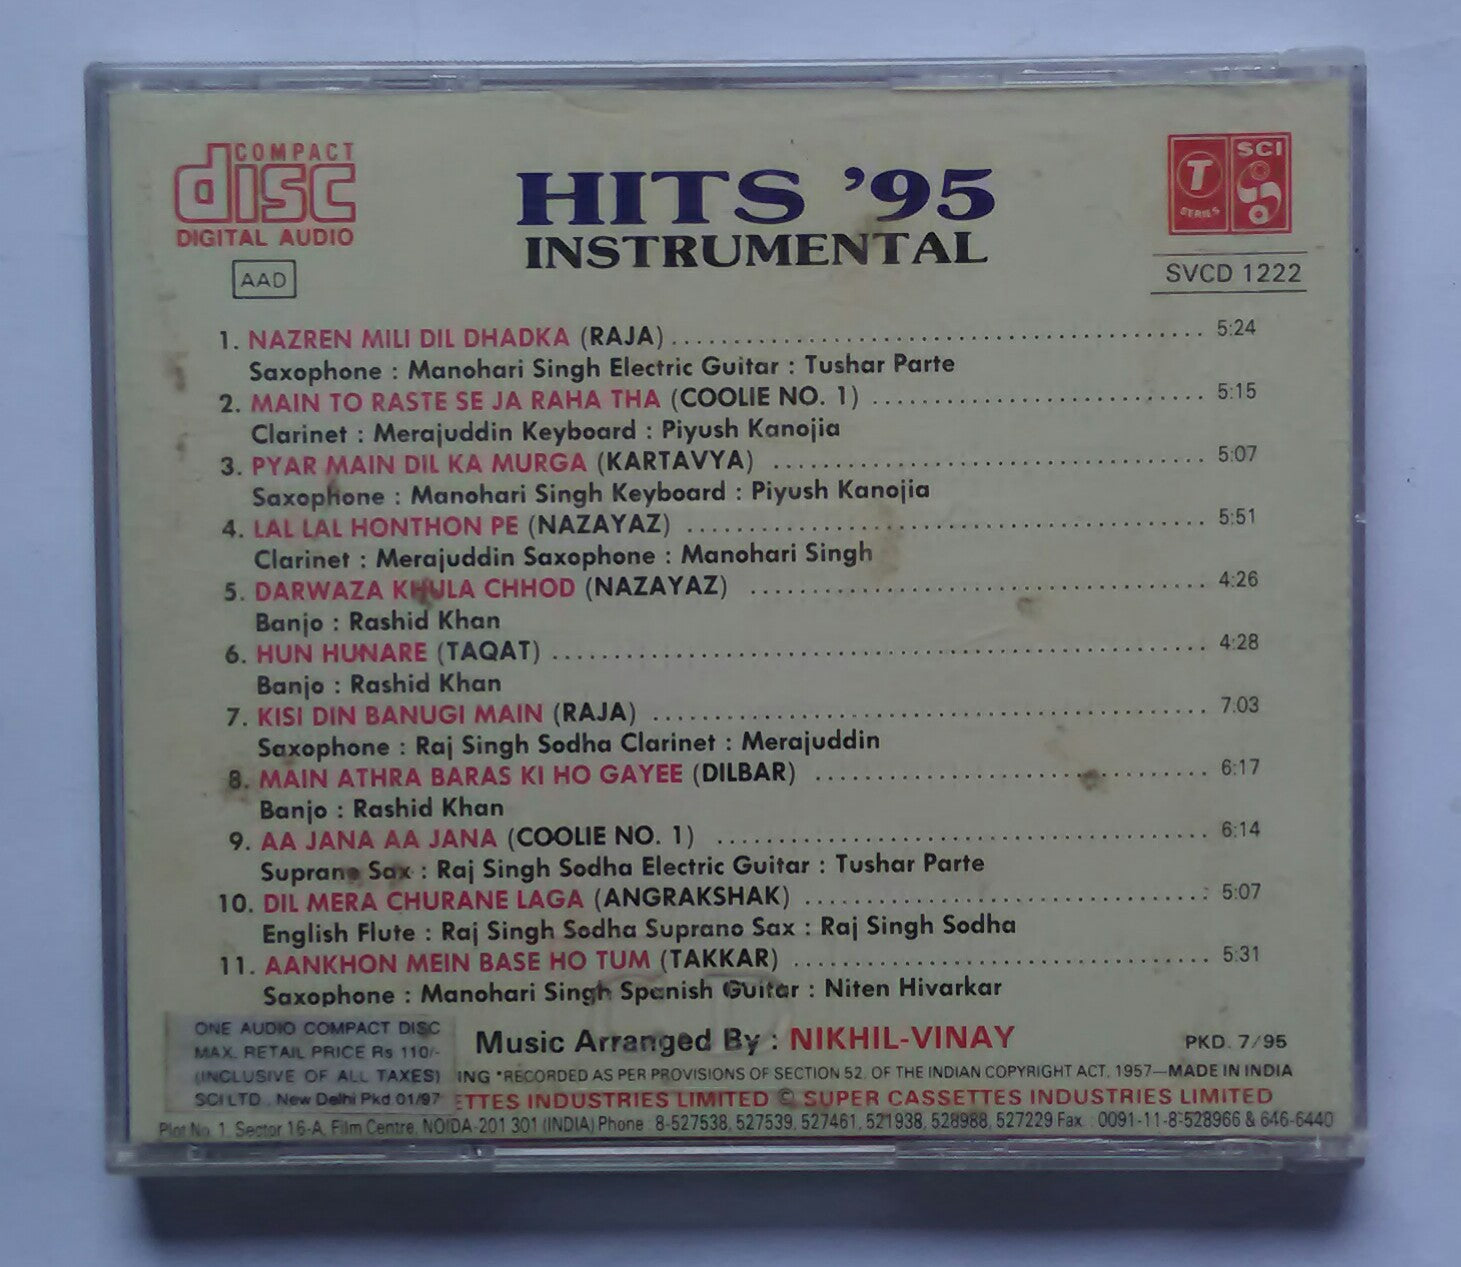 COMPACT
disc
DIGITAL AUDIO
AAD
HITS '95
INSTRUMENTAL
T
SERIES
SCI
SVCD 1222
1. NAZREN MILI DIL DHADKA (RAJA) 5:24
Saxophone : Manohari Singh Electric Guitar : Tushar Parte
2. MAIN TO RASTE SE JA RAHA THA (COOLIE NO. 1) 5:15
Clarinet : Merajuddin Keyboard : Piyush Kanojia
3. PYAR MAIN DIL KA MURGA (KARTAVYA) 5:07
Saxophone : Manohari Singh Keyboard : Piyush Kanojia
4. LAL LAL HONTHON PE (NAZAYAZ) 5:51
Clarinet : Merajuddin Saxophone : Manohari Singh
5. DARWAZA KHULA CHHOD (NAZAYAZ) 4:26
Banjo : Rashid Khan
6. HUN HUNARE (TAQAT) 4:28
Banjo : Rashid Khan
7. KISI DIN BANUGI MAIN (RAJA) 7.03
Saxophone : Raj Singh Sodha Clarinet : Merajuddin
8. MAIN ATHRA BARAS KI HO GAYEE (DILBAR) 6:17
Banjo : Rashid Khan
9. AA JANA AA JANA (COOLIE NO. 1) 6:14
Suprano Sax : Raj Singh Sodha Electric Guitar : Tushar Parte
10. DIL MERA CHURANE LAGA (ANGRAKSHAK) 5:07
English Flute : Raj Singh Sodha Suprano Sax : Raj Singh Sodha
11. AANKHON MEIN BASE HO TUM (TAKKAR) 5:31
Saxophone : Manohari Singh Spanish Guitar : Niten Hivarkar
Music Arranged By : NIKHIL-VINAY
PKD. 7/95
ONE AUDIO COMPACT DISC
MAX. RETAIL PRICE Rs 110/-
(INCLUSIVE OF ALL TAXES)
SCI LTD., New Delhi Pkd 01/97
ING *RECORDED AS PER PROVISIONS OF SECTION 52, OF THE INDIAN COPYRIGHT ACT, 1957—MADE IN INDIA
ETTES INDUSTRIES LIMITED © SUPER CASSETTES INDUSTRIES LIMITED
Plot No. 1, Sector 16-A, Film Centre, NOIDA-201 301 (INDIA) Phone : 8-527538, 527539, 527461, 521938, 528988, 527229 Fax : 0091-11-8-528966 & 646-6440